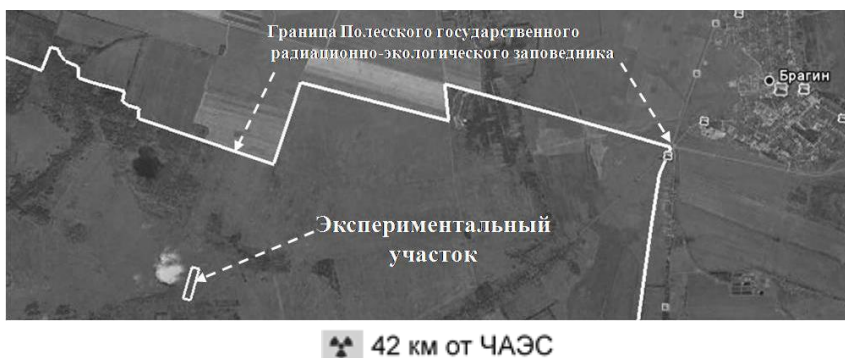 Граница Полесского государственного
радиационно-экологического заповедника
Брагин
Экспериментальный
участок
42 км от ЧАЭС